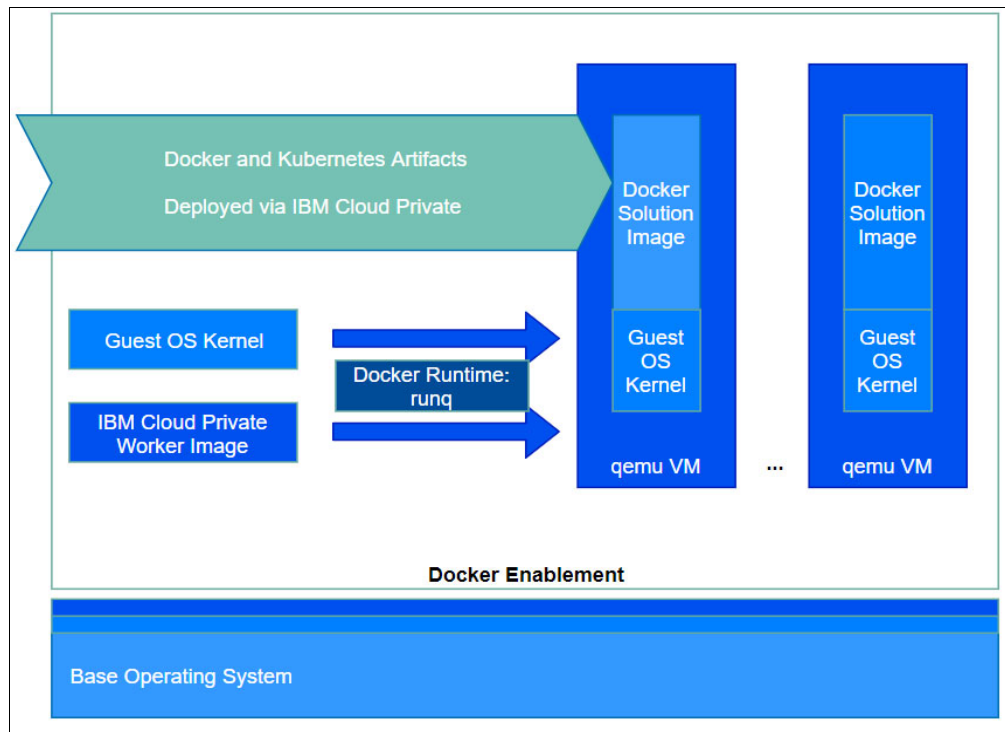 Docker and Kubernetes Artifacts
Deployed via IBM Cloud Private
Docker
Solution
Image
Docker
Solution
Image
Guest OS Kernel
Docker Runtime:
runq
IBM Cloud Private
Worker Image
Guest
OS
Kernel
Guest
OS
Kernel
qemu VM
...
qemu VM
Docker Enablement
Base Operating System